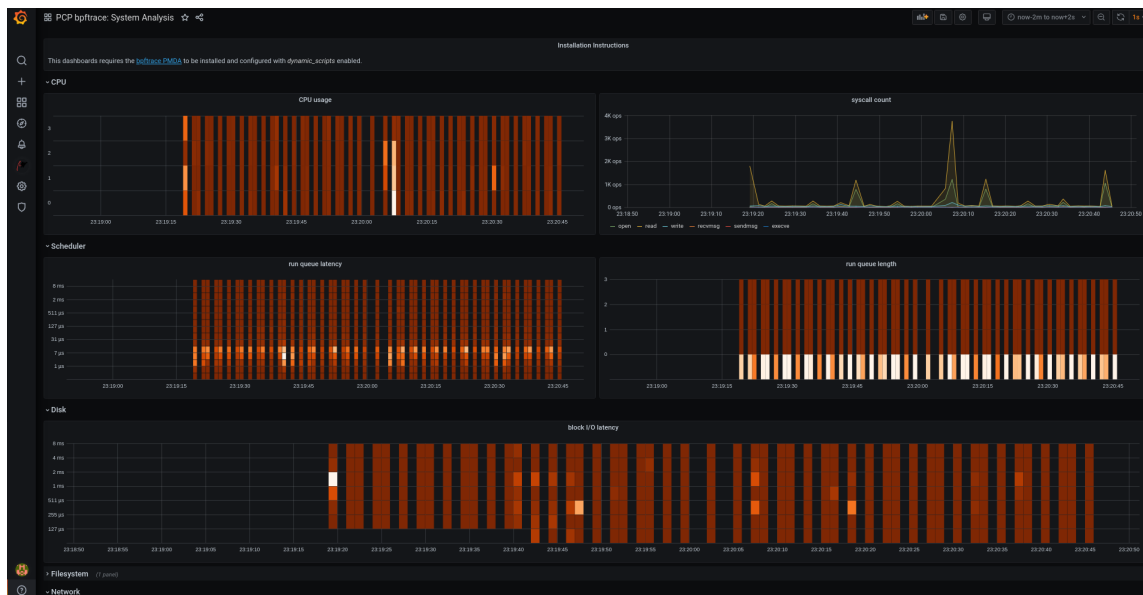 PCP bpftrace: System Analysis
now-2m to now+2s
1s
Installation Instructions
This dashboards requires the bpftrace PMDA to be installed and configured with dynamic_scripts enabled.
CPU
CPU usage
3
2
1
0
23:19:00 23:19:15 23:19:30 23:19:45 23:20:00 23:20:15 23:20:30 23:20:45
syscall count
4K ops
3K ops
2K ops
1K ops
0 ops
23:18:50 23:19:00 23:19:10 23:19:20 23:19:30 23:19:40 23:19:50 23:20:00 23:20:10 23:20:20 23:20:30 23:20:40 23:20:50
open read write recvmsg sendmsg execve
Scheduler
run queue latency
8 ms
2 ms
511 µs
127 µs
31 µs
7 µs
1 µs
23:19:00 23:19:15 23:19:30 23:19:45 23:20:00 23:20:15 23:20:30 23:20:45
run queue length
3
2
1
0
23:19:00 23:19:15 23:19:30 23:19:45 23:20:00 23:20:15 23:20:30 23:20:45
Disk
block I/O latency
8 ms
4 ms
2 ms
1 ms
511 µs
255 µs
127 µs
23:18:50 23:18:55 23:19:00 23:19:05 23:19:10 23:19:15 23:19:20 23:19:25 23:19:30 23:19:35 23:19:40 23:19:45 23:19:50 23:19:55 23:20:00 23:20:05 23:20:10 23:20:15 23:20:20 23:20:25 23:20:30 23:20:35 23:20:40 23:20:45 23:20:50
Filesystem (1 panel)
Network